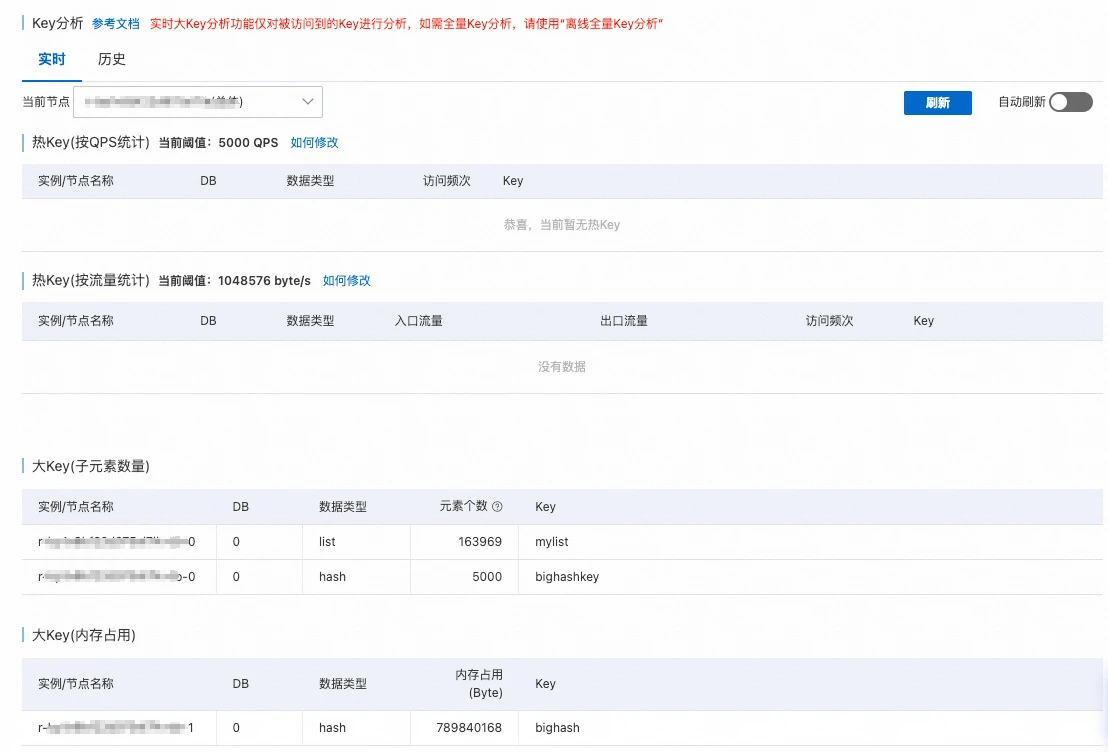 Key分析 参考文档 实时大Key分析功能仅对被访问到的Key进行分析，如需全量Key分析，请使用“离线全量Key分析”
实时 历史
当前节点 刷新 自动刷新
热Key(按QPS统计) 当前阈值：5000 QPS 如何修改
实例/节点名称 DB 数据类型 访问频次 Key
恭喜，当前暂无热Key
热Key(按流量统计) 当前阈值：1048576 byte/s 如何修改
实例/节点名称 DB 数据类型 入口流量 出口流量 访问频次 Key
没有数据
大Key(子元素数量)
实例/节点名称 DB 数据类型 元素个数 Key
0 list 163969 mylist
0 hash 5000 bighashkey
大Key(内存占用)
实例/节点名称 DB 数据类型 内存占用 (Byte) Key
0 hash 789840168 bighash